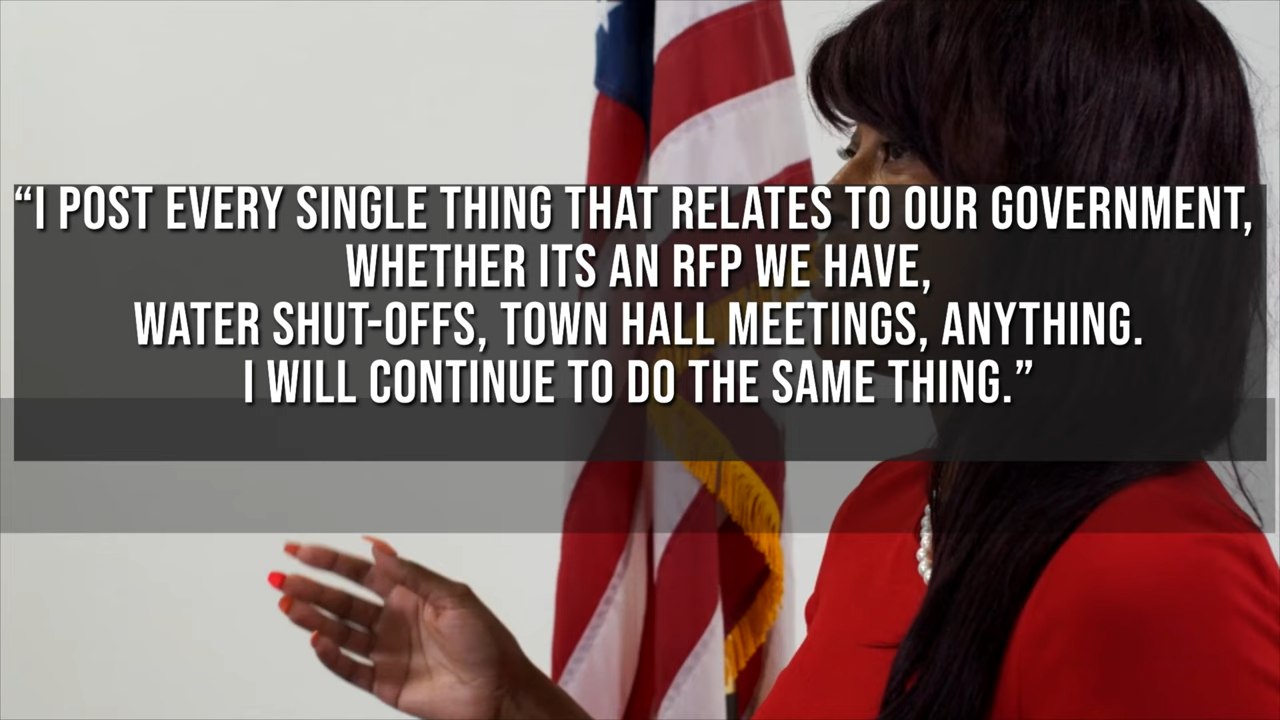 “I POST EVERY SINGLE THING THAT RELATES TO OUR GOVERNMENT,
WHETHER ITS AN RFP WE HAVE,
WATER SHUT-OFFS, TOWN HALL MEETINGS, ANYTHING.
I WILL CONTINUE TO DO THE SAME THING.”